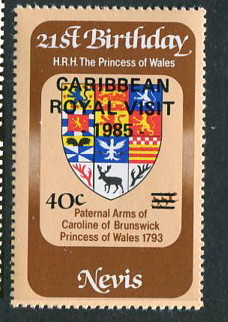 21st Birthday
H.R.H. The Princess of Wales
CARIBBEAN
ROYAL VISIT
1985
40c
Paternal Arms of
Caroline of Brunswick
Princess of Wales 1793
Nevis